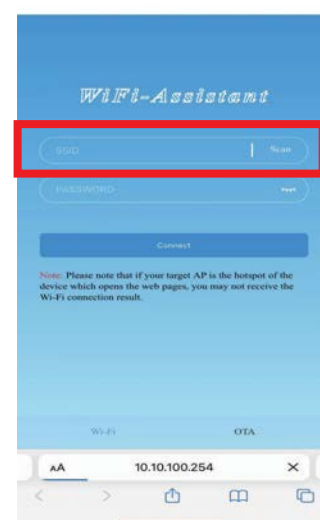 WiFi-Assistant
SSID
Scan
PASSWORD
Connect
Note: Please note that if your target AP is the hotspot of the
device which opens the web pages, you may not receive the
Wi-Fi connection result.
Wi-Fi OTA
AA 10.10.100.254